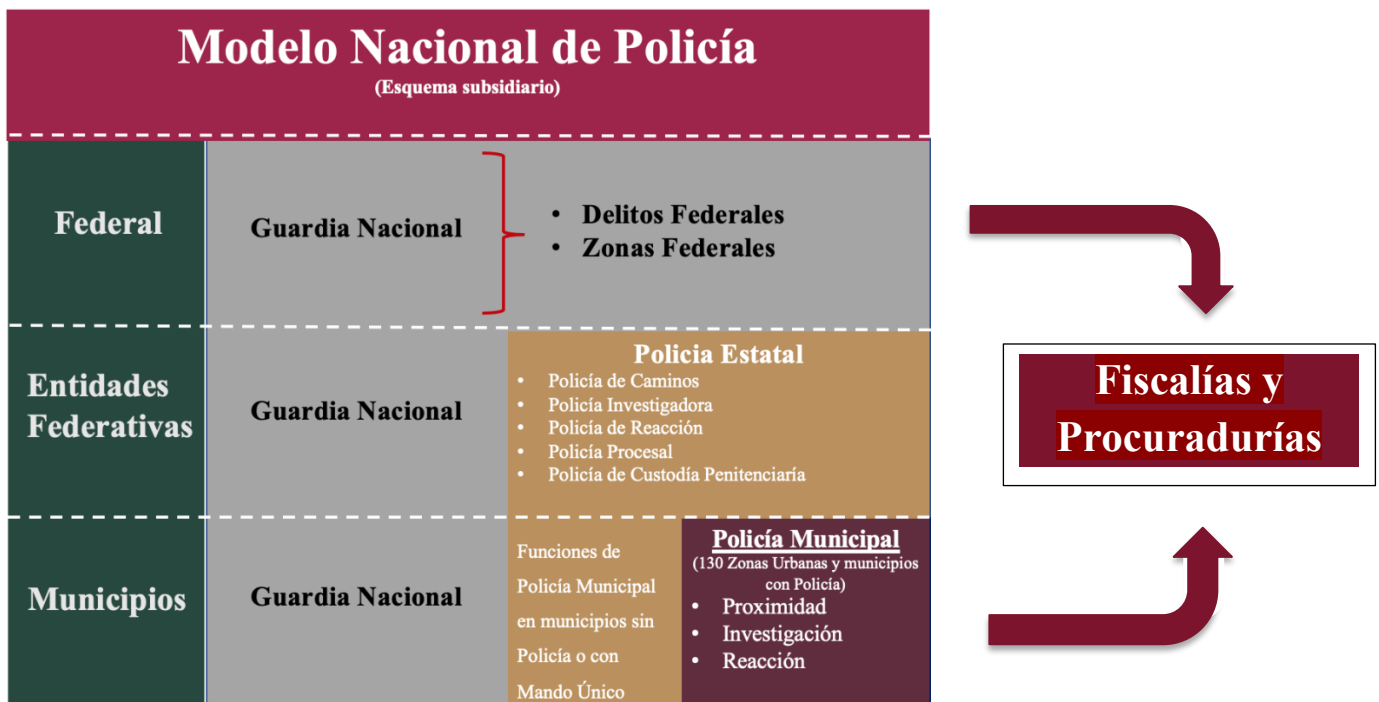 Modelo Nacional de Policía
(Esquema subsidiario)
Federal
Guardia Nacional
• Delitos Federales
• Zonas Federales
Entidades
Federativas
Guardia Nacional
Policia Estatal
• Policía de Caminos
• Policía Investigadora
• Policía de Reacción
• Policía Procesal
• Policía de Custodía Penitenciaría
Municipios
Guardia Nacional
Funciones de
Policía Municipal
en municipios sin
Policía o con
Mando Único
Policía Municipal
(130 Zonas Urbanas y municipios
con Policía)
• Proximidad
• Investigación
• Reacción
Fiscalías y
Procuradurías